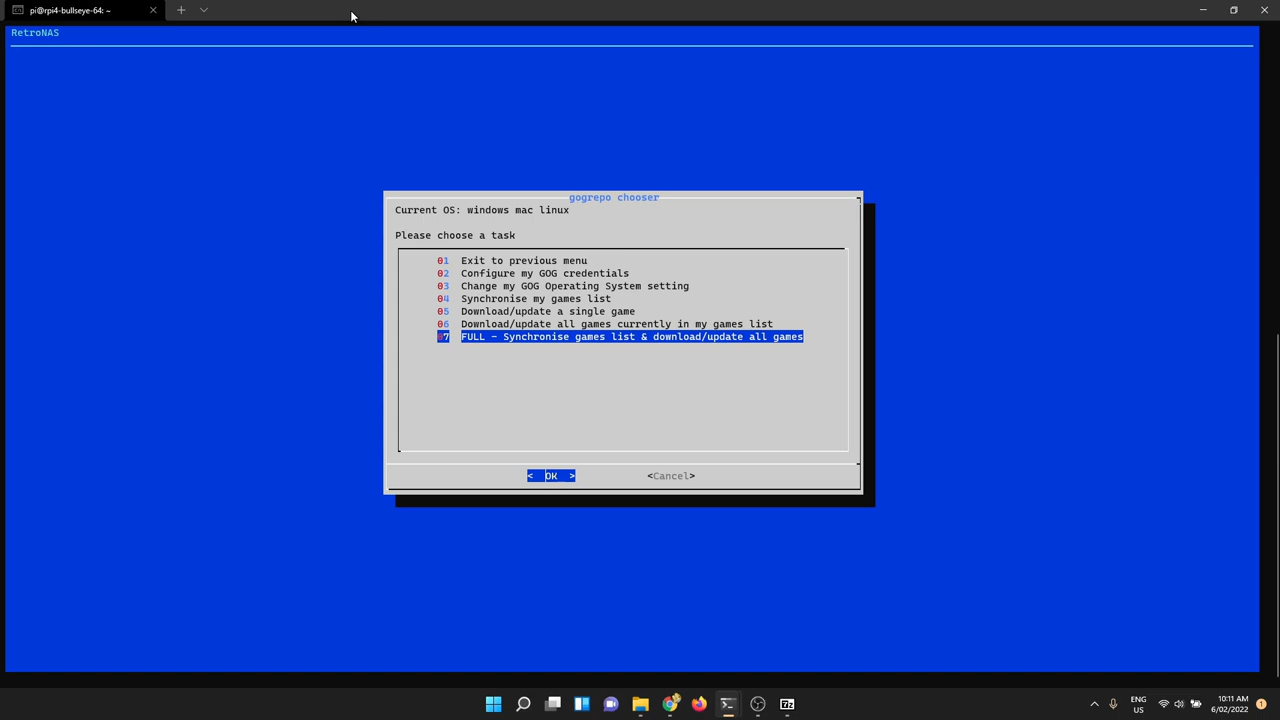 pi@rpi4-bullseye-64: ~
RetroNAS
gogrepo chooser
Current OS: windows mac linux
Please choose a task
01 Exit to previous menu
02 Configure my GOG credentials
03 Change my GOG Operating System setting
04 Synchronise my games list
05 Download/update a single game
06 Download/update all games currently in my games list
07 FULL - Synchronise games list & download/update all games
< OK > <Cancel>
7z
ENG
US
10:11 AM
6/02/2022
1